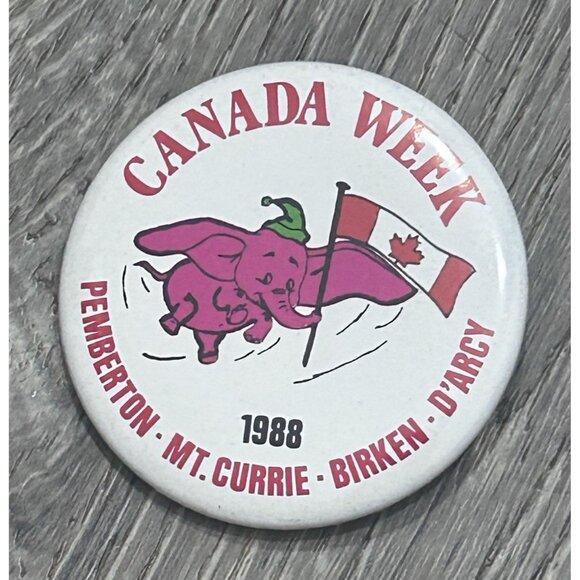 CANADA WEEK
1988
PEMBERTON · MT. CURRIE · BIRKEN · D'ARCY